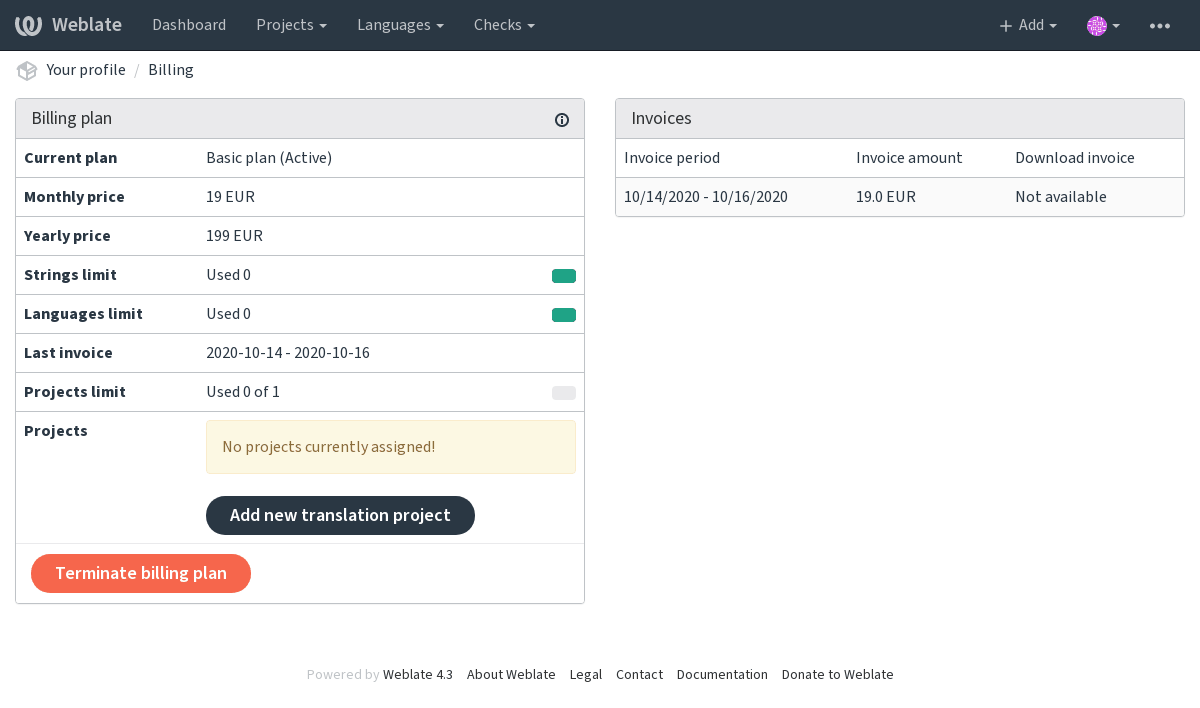 Weblate Dashboard Projects Languages Checks Add
Your profile / Billing
Billing plan
Current plan Basic plan (Active)
Monthly price 19 EUR
Yearly price 199 EUR
Strings limit Used 0
Languages limit Used 0
Last invoice 2020-10-14 - 2020-10-16
Projects limit Used 0 of 1
Projects No projects currently assigned!
Add new translation project
Terminate billing plan
Invoices
Invoice period Invoice amount Download invoice
10/14/2020 - 10/16/2020 19.0 EUR Not available
Powered by Weblate 4.3 About Weblate Legal Contact Documentation Donate to Weblate